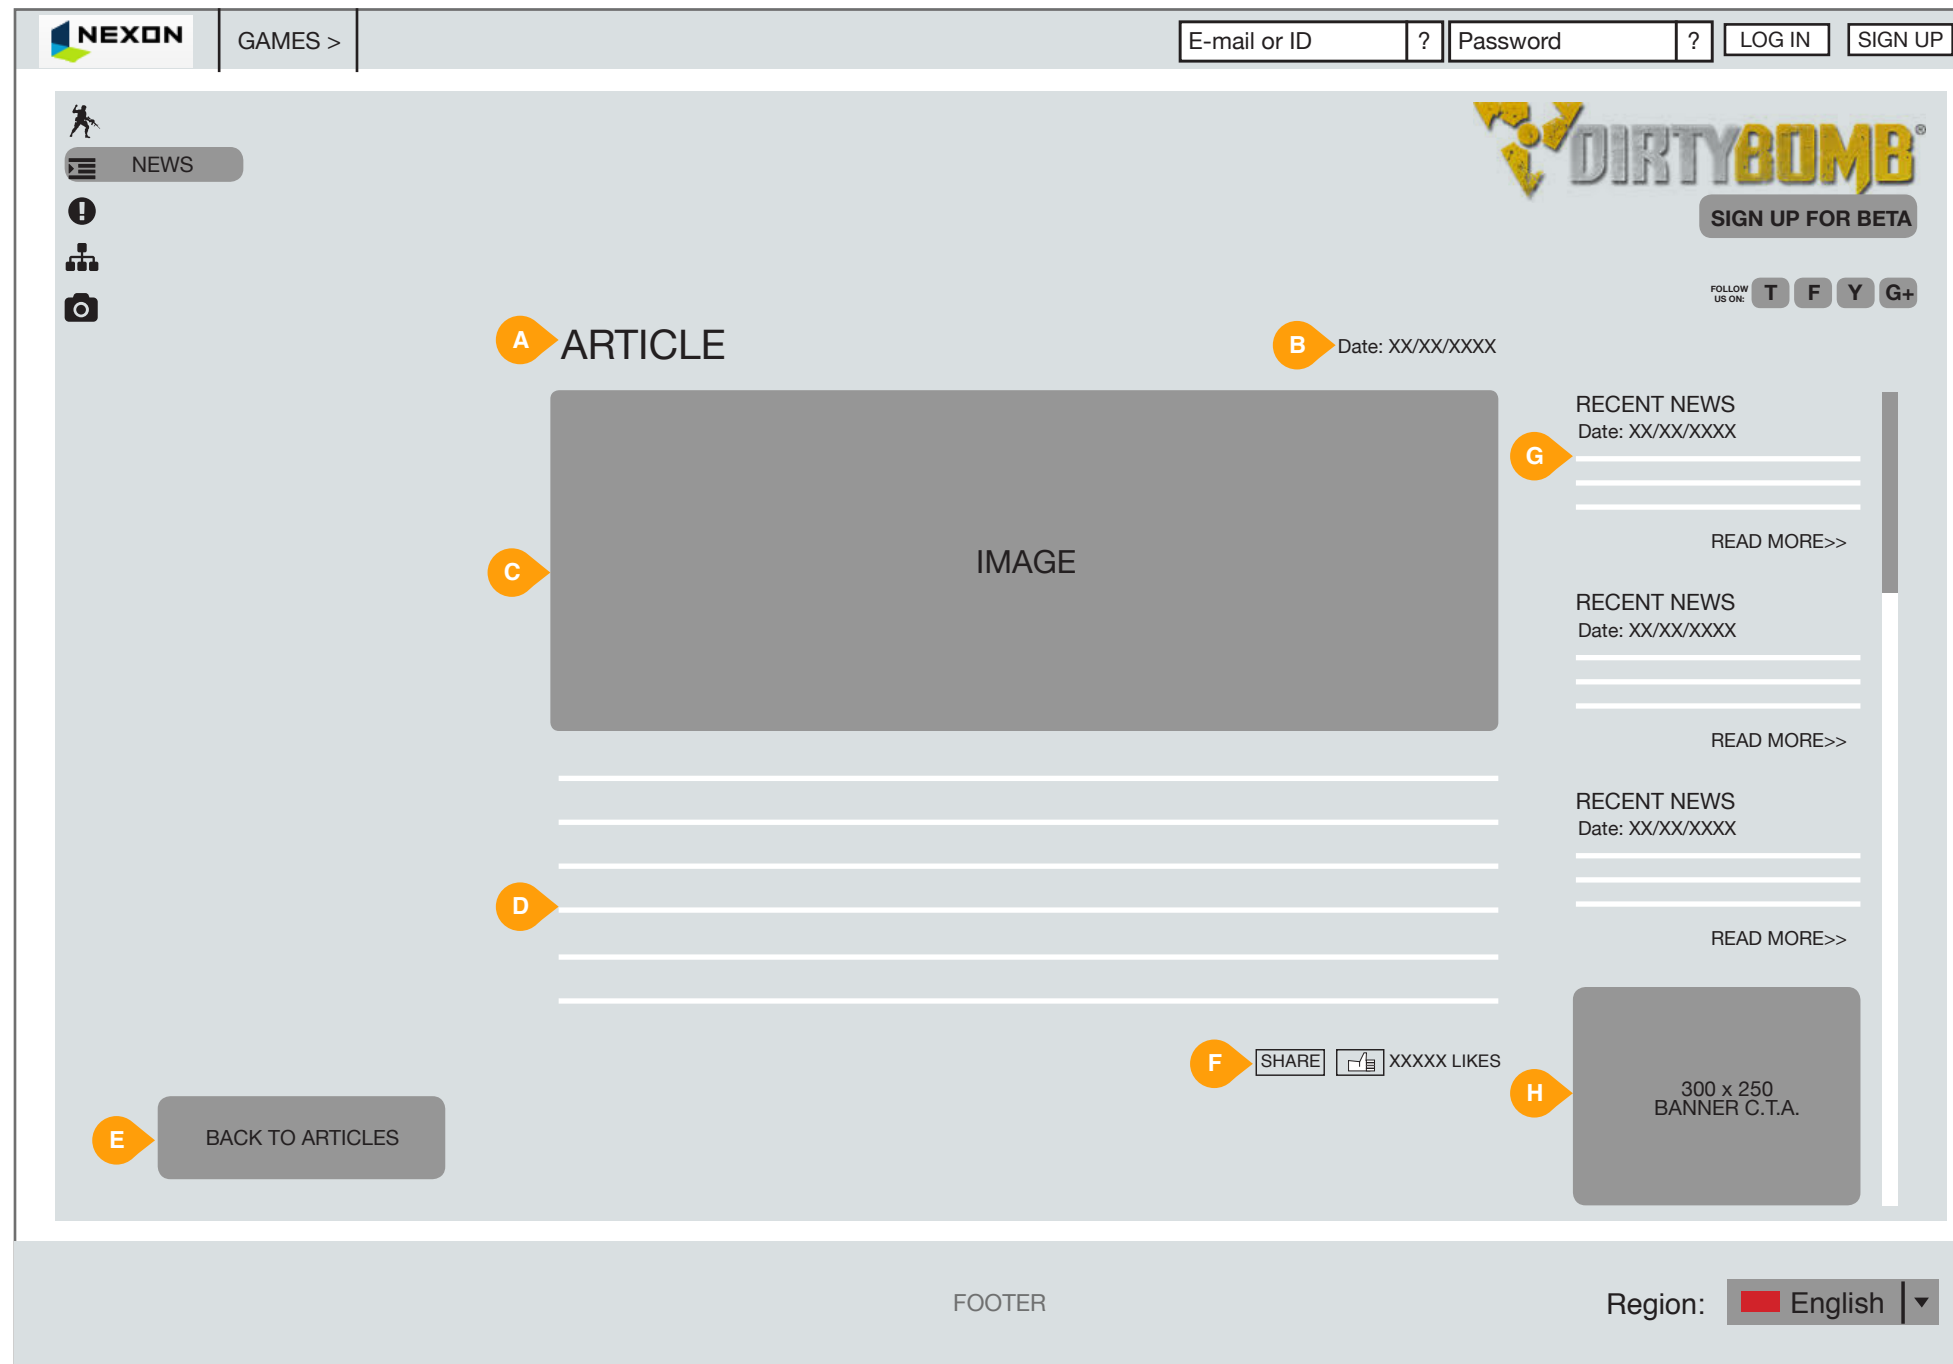 NEXON
GAMES >
E-mail or ID
?
Password
?
LOG IN
SIGN UP
NEWS
DIRTYBOMB®
SIGN UP FOR BETA
FOLLOW
US ON:
T
F
Y
G+
A
ARTICLE
B
Date: XX/XX/XXXX
C
IMAGE
D
F
SHARE
XXXXX LIKES
E
BACK TO ARTICLES
G
RECENT NEWS
Date: XX/XX/XXXX
READ MORE>>
RECENT NEWS
Date: XX/XX/XXXX
READ MORE>>
RECENT NEWS
Date: XX/XX/XXXX
READ MORE>>
H
300 x 250
BANNER C.T.A.
FOOTER
Region:
English